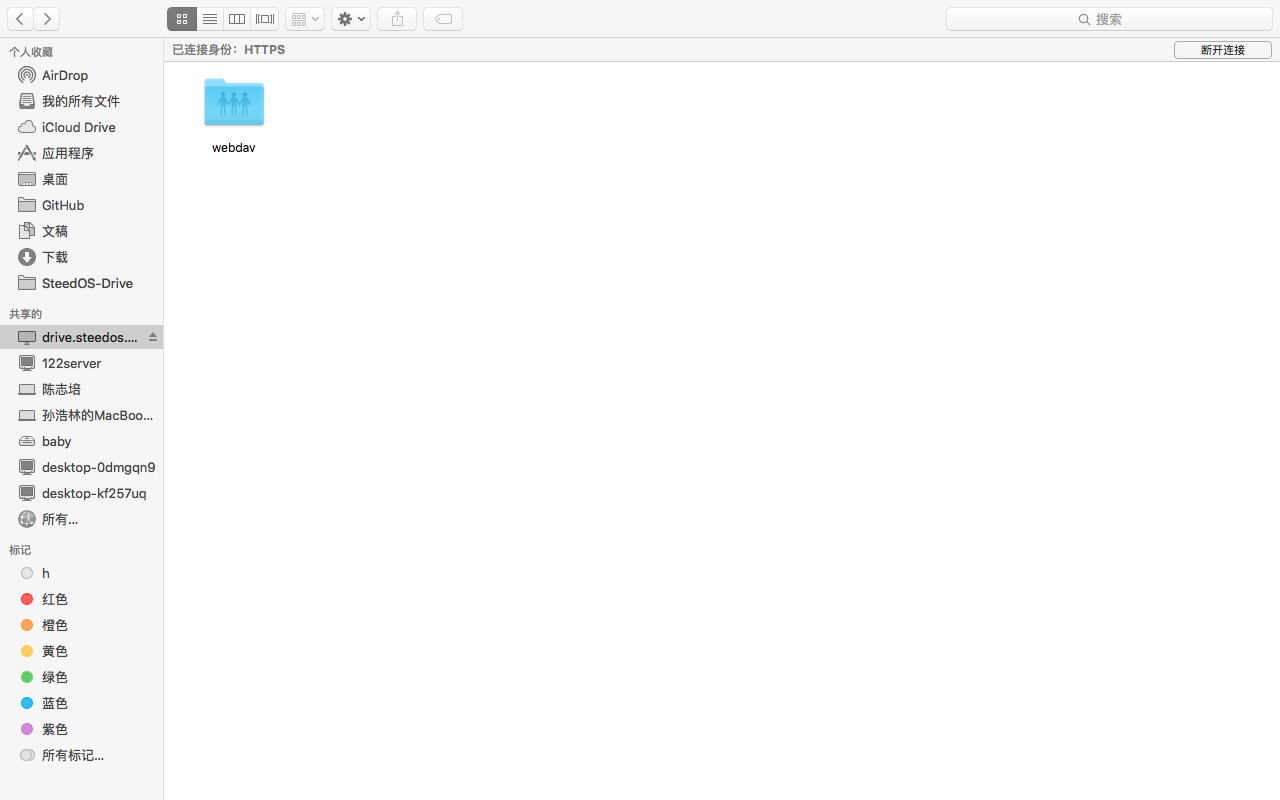 搜索
个人收藏
已连接身份：HTTPS
断开连接
AirDrop
我的所有文件
iCloud Drive
应用程序
桌面
GitHub
文稿
下载
SteedOS-Drive
共享的
drive.steedos....
122server
陈志培
孙浩林的MacBoo...
baby
desktop-0dmgqn9
desktop-kf257uq
所有...
标记
h
红色
橙色
黄色
绿色
蓝色
紫色
所有标记...
webdav